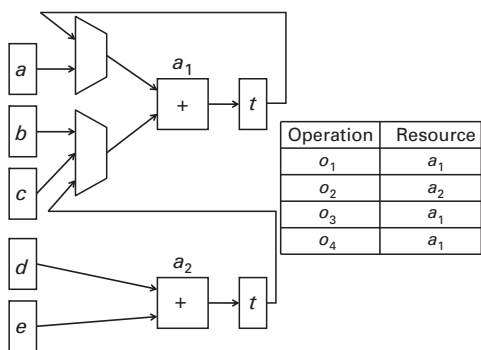 a
b
c
d
e
a₁
+
t
a₂
+
t
Operation Resource
o₁ a₁
o₂ a₂
o₃ a₁
o₄ a₁